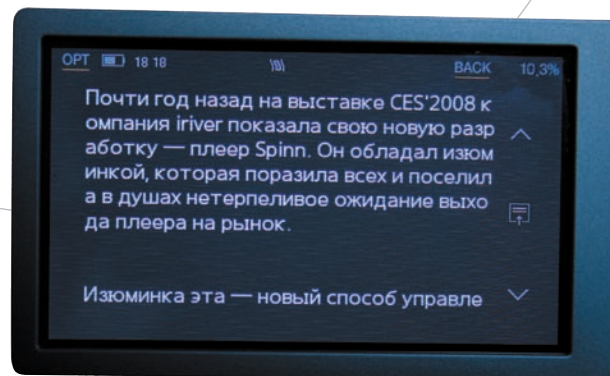 OPT 18 18 BACK 10,3%
Почти год назад на выставке CES'2008 к
омпания iriver показала свою новую разр
аботку — плеер Spinn. Он обладал изюм
инкой, которая поразила всех и поселил
а в душах нетерпеливое ожидание выхо
да плеера на рынок.
Изюминка эта — новый способ управле